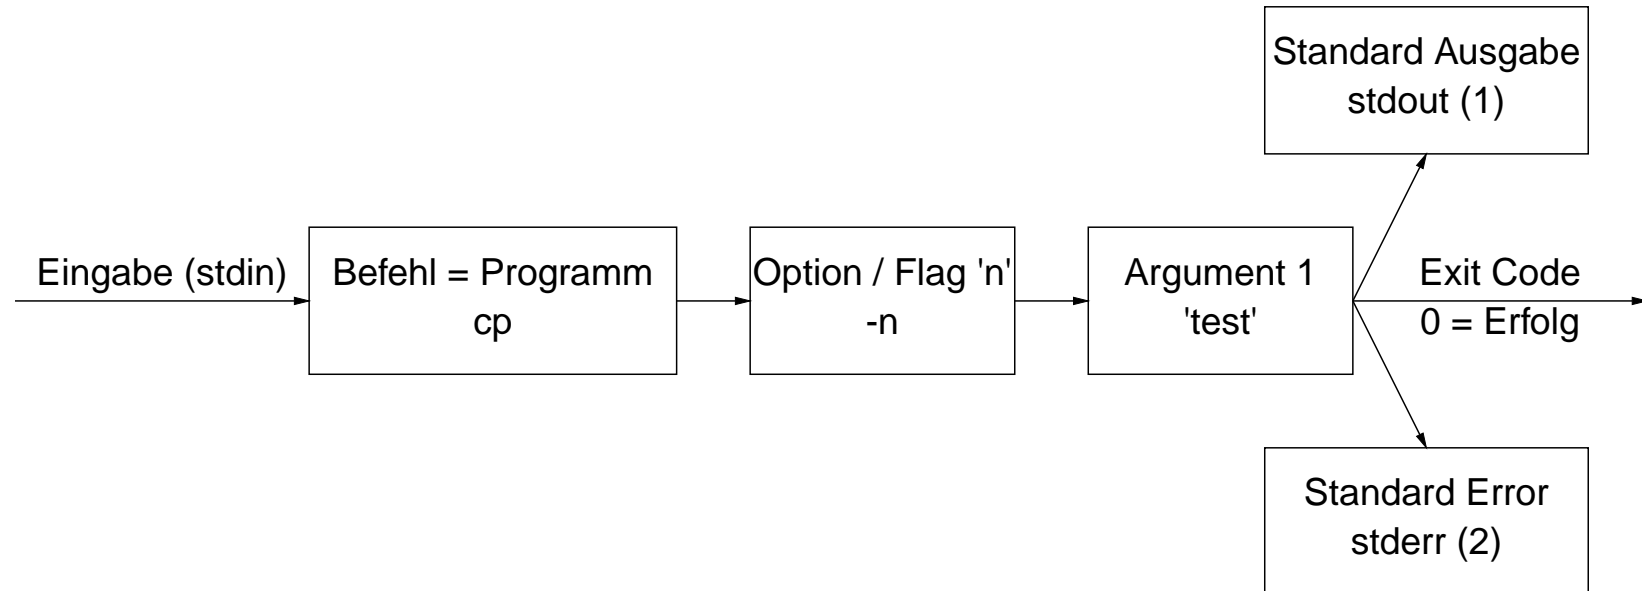 Eingabe (stdin)
Befehl = Programm
cp
Option / Flag 'n'
-n
Argument 1
'test'
Standard Ausgabe
stdout (1)
Exit Code
0 = Erfolg
Standard Error
stderr (2)